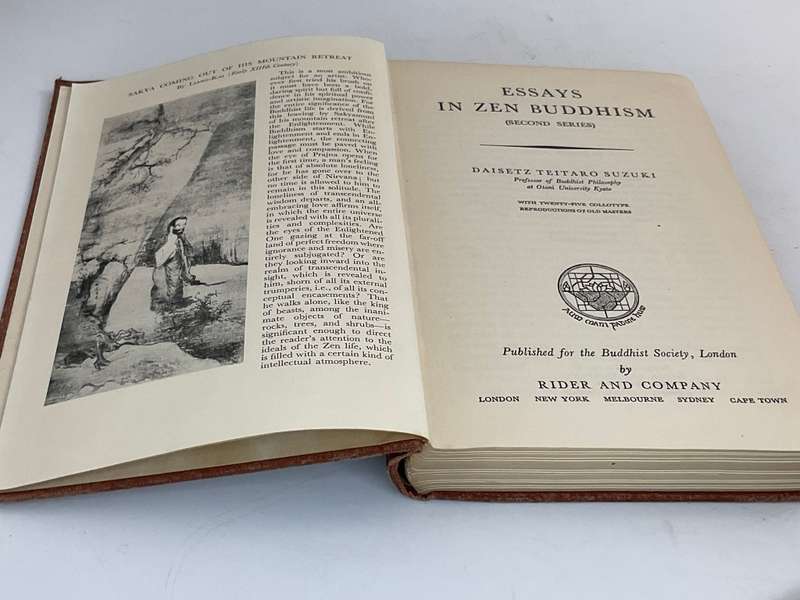 SAKYA COMING OUT OF HIS MOUNTAIN RETREAT
By LIANG-KAI (Early XIIIth Century)
This is a most ambitious
subject for an artist. Who
ever first tried his brush on
it must have been a bold,
daring spirit but full of confi-
dence in his spiritual power
and artistic imagination. For
the entire significance of the
Buddhist life is derived from
this leaving by Sakyamuni
of his mountain retreat after
the Enlightenment. While
Buddhism starts with En-
lightenment and ends in En-
lightenment, the connecting
passage must be paved with
love and compassion. When
the eye of Prajna opens for
the first time, a man's feeling
is that of absolute loneliness,
for he has gone over to the
other side of Nirvana; but
no time is allowed to him to
remain in this solitude. The
loneliness of transcendental
wisdom departs, and an all-
embracing love affirms itself,
in which the entire universe
is revealed with all its plurali-
ties and complexities. Are
the eyes of the Enlightened
One gazing at the far-off
land of perfect freedom where
ignorance and misery are en-
tirely subjugated? Or are
they looking inward into the
realm of transcendental in-
sight, which is revealed to
him, shorn of all its external
trumperies, i.e., of all its con-
ceptual encasements? That
he walks alone, like the king
of beasts, among the inani-
mate objects of nature—
rocks, trees, and shrubs—is
significant enough to direct
the reader's attention to the
ideals of the Zen life, which
is filled with a certain kind of
intellectual atmosphere.
ESSAYS
IN ZEN BUDDHISM
(SECOND SERIES)
DAISETZ TEITARO SUZUKI
Professor of Buddhist Philosophy
at Otani University Kyoto
WITH TWENTY-FIVE COLLOTYPE
REPRODUCTIONS OF OLD MASTERS
Aum mani padme hum
Published for the Buddhist Society, London
by
RIDER AND COMPANY
LONDON NEW YORK MELBOURNE SYDNEY CAPE TOWN